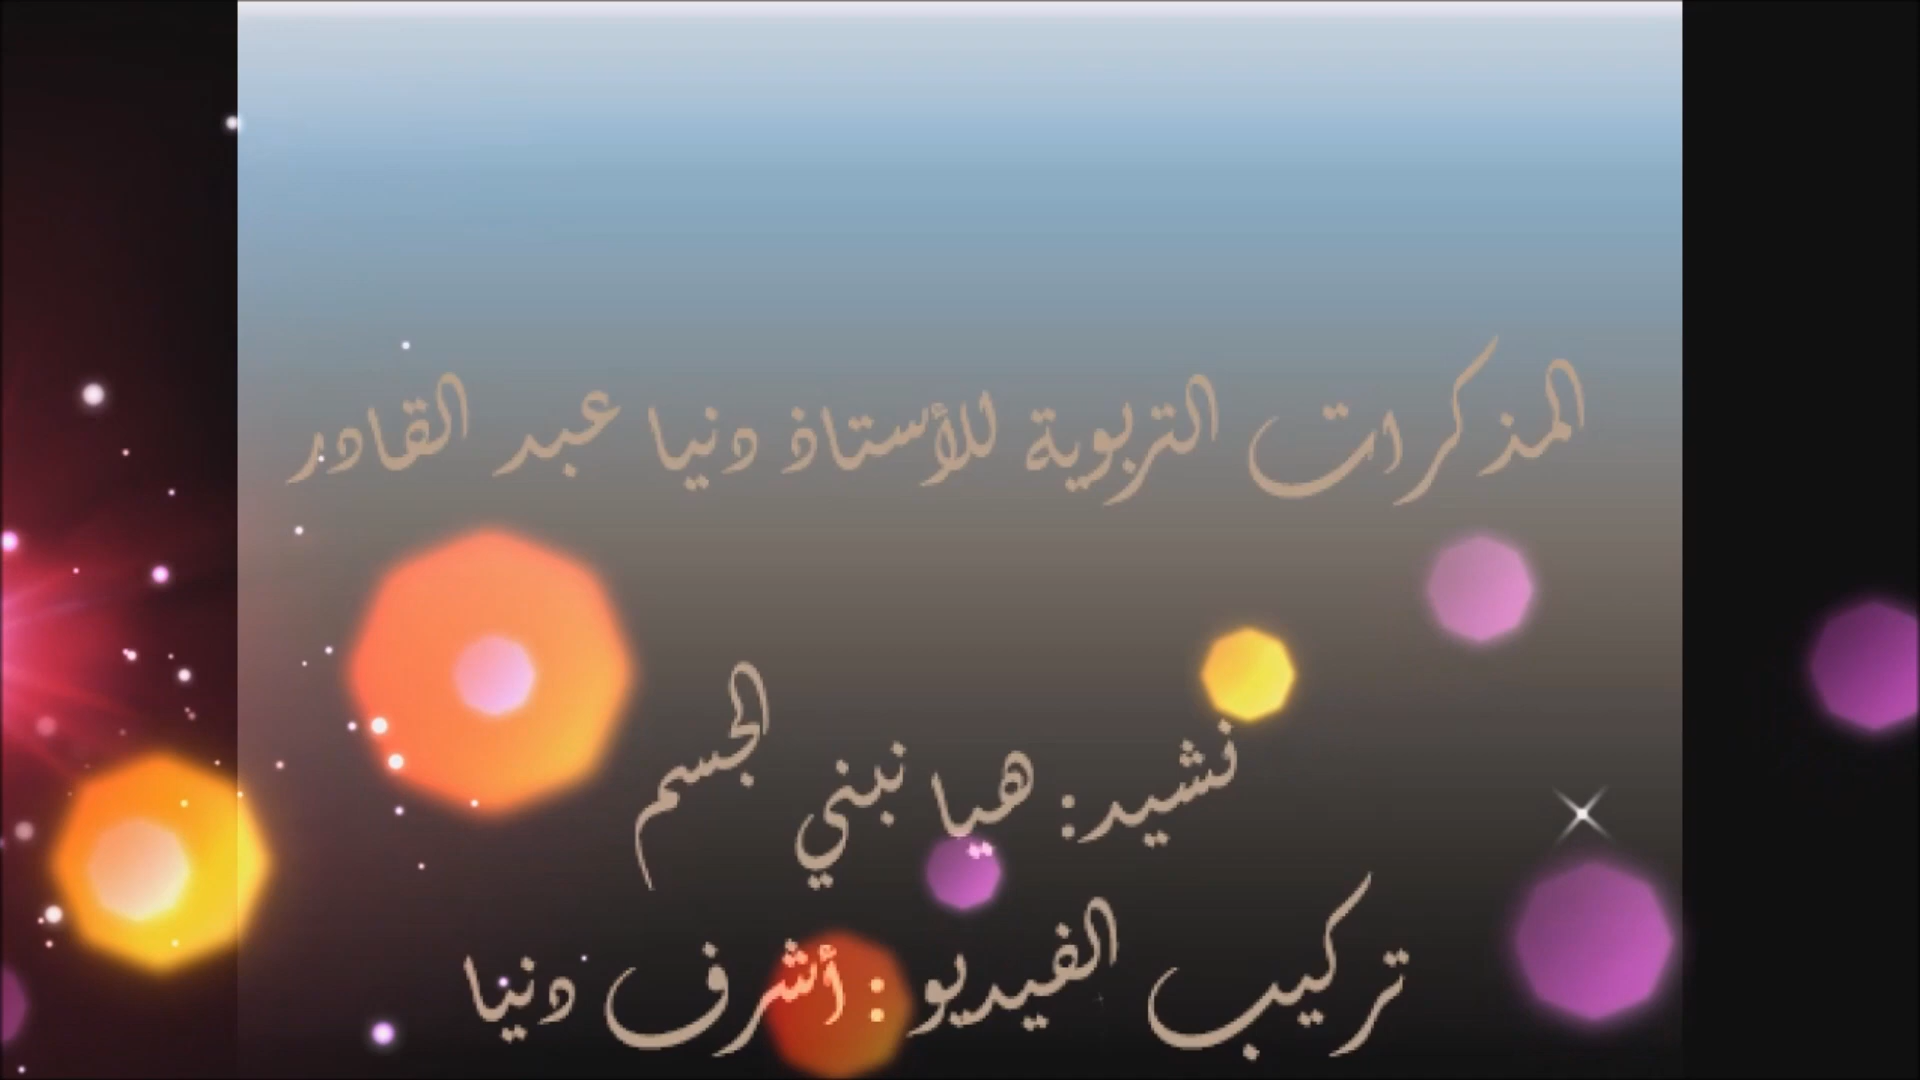 المذكرات التربوية للأستاذ دنيا عبد القادر
نشيد: هيا نبني الجسم
تركيب الفيديو : أشرف دنيا